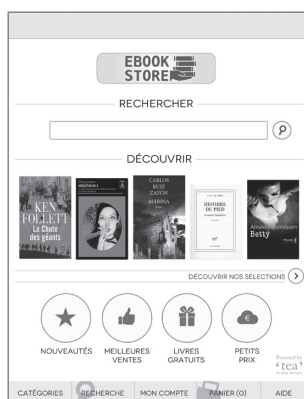 EBOOK
STORE
RECHERCHER
DÉCOUVRIR
KEN
FOLLETT
La Chute
des géants
CARLOS
RUIZ
ZAFÓN
MARINA
HISTOIRE
DU PIED
Arnaldur Indridason
Betty
DÉCOUVRIR NOS SÉLECTIONS
NOUVEAUTÉS
MEILLEURES
VENTES
LIVRES
GRATUITS
PETITS
PRIX
Powered by
‘tea’
CATÉGORIES RECHERCHE MON COMPTE PANIER (0) AIDE